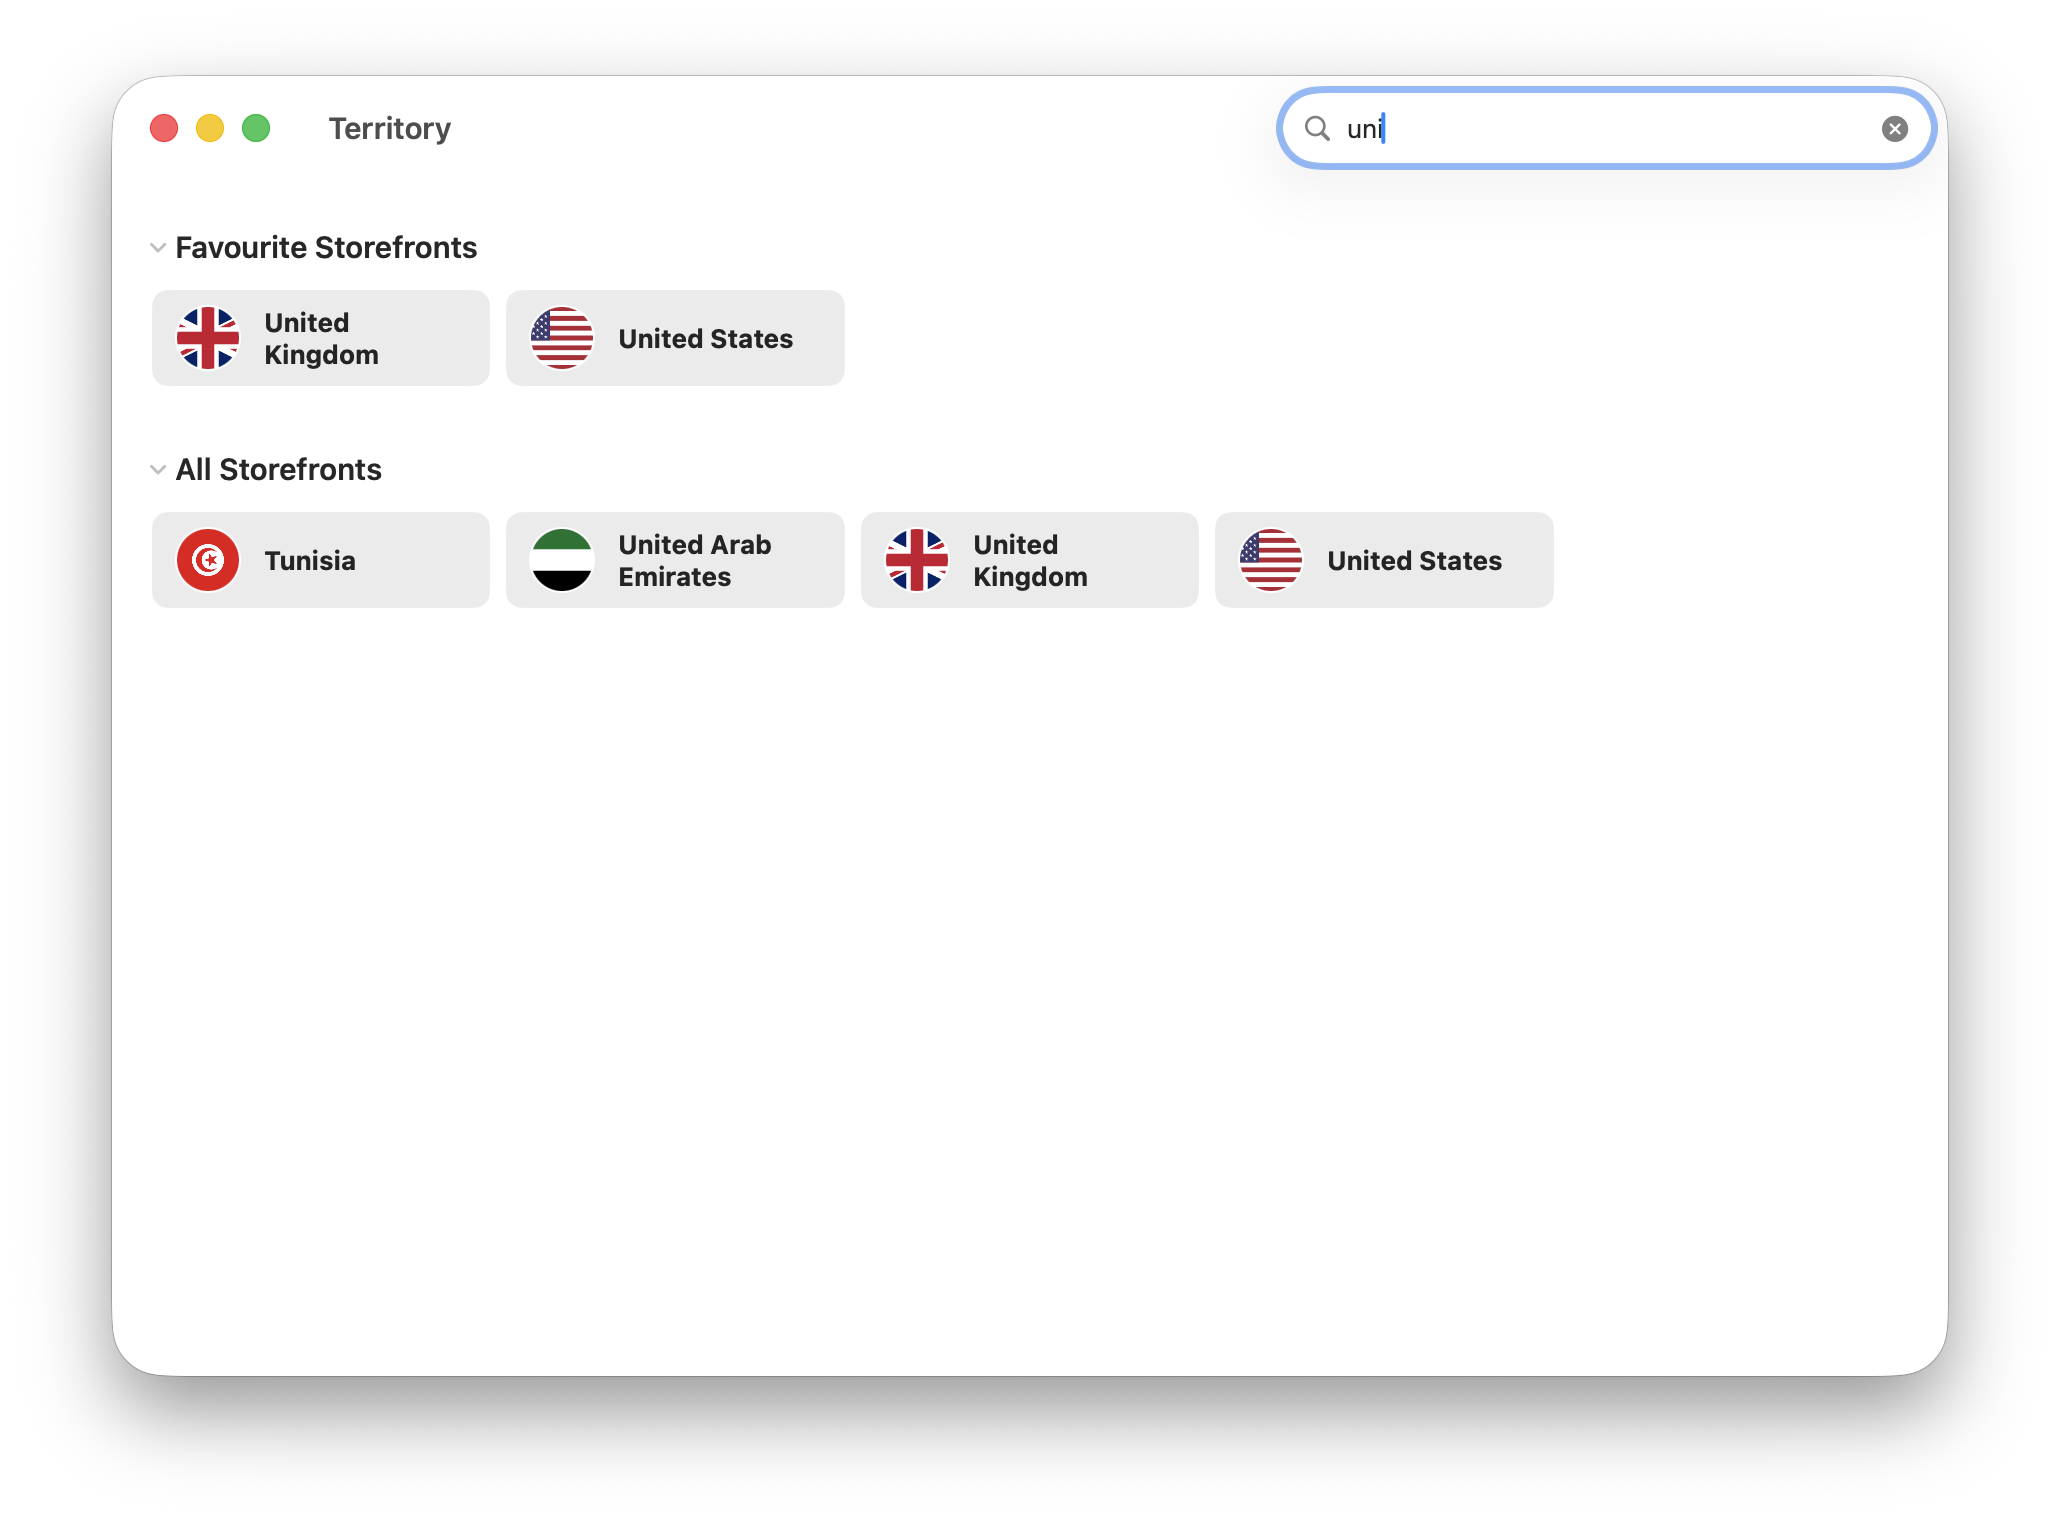 Territory
uni
Favourite Storefronts
United
Kingdom
United States
All Storefronts
Tunisia
United Arab
Emirates
United
Kingdom
United States